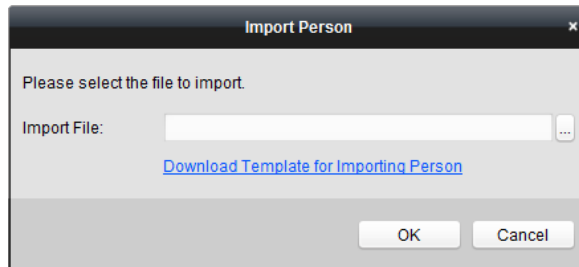 Import Person ×
Please select the file to import.
Import File: ...
Download Template for Importing Person
OK Cancel